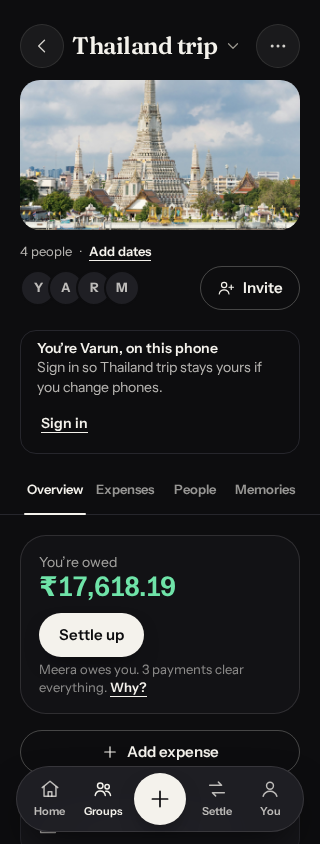 Thailand trip
4 people · Add dates
Y A R M
Invite
You're Varun, on this phone
Sign in so Thailand trip stays yours if
you change phones.
Sign in
Overview Expenses People Memories
You're owed
₹17,618.19
Settle up
Meera owes you. 3 payments clear
everything. Why?
Add expense
Home Groups Settle You